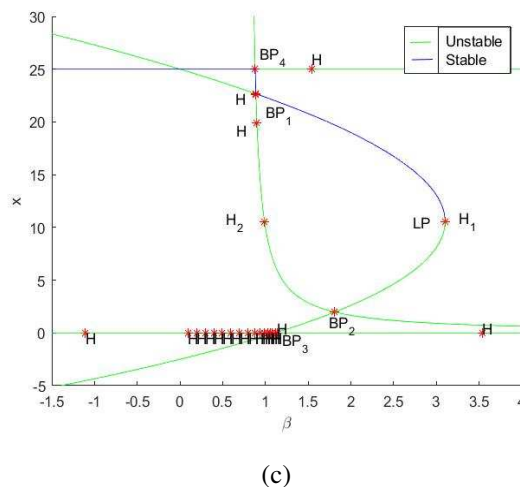 30
25
20
15
10
5
0
-5
x
BP4
H
H
BP1
H
H2
LP
H1
BP2
H
H H H H H H H H H H H
H
BP3
H
Unstable
Stable
-1.5 -1 -0.5 0 0.5 1 1.5 2 2.5 3 3.5 4
β
(c)